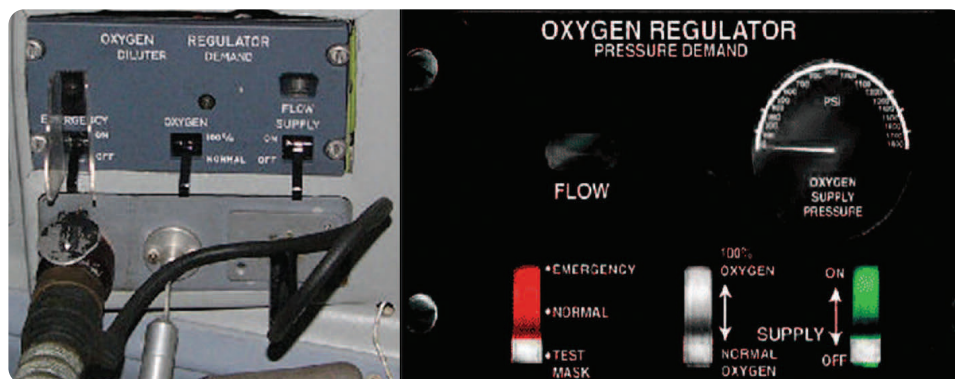 OXYGEN REGULATOR
DILUTER DEMAND
FLOW
EMERGENCY OXYGEN SUPPLY
ON 100% ON
OFF NORMAL OFF
OXYGEN REGULATOR
PRESSURE DEMAND
PSI
FLOW
OXYGEN
SUPPLY
PRESSURE
EMERGENCY
NORMAL
TEST
MASK
100%
OXYGEN
NORMAL
OXYGEN
SUPPLY
ON
OFF